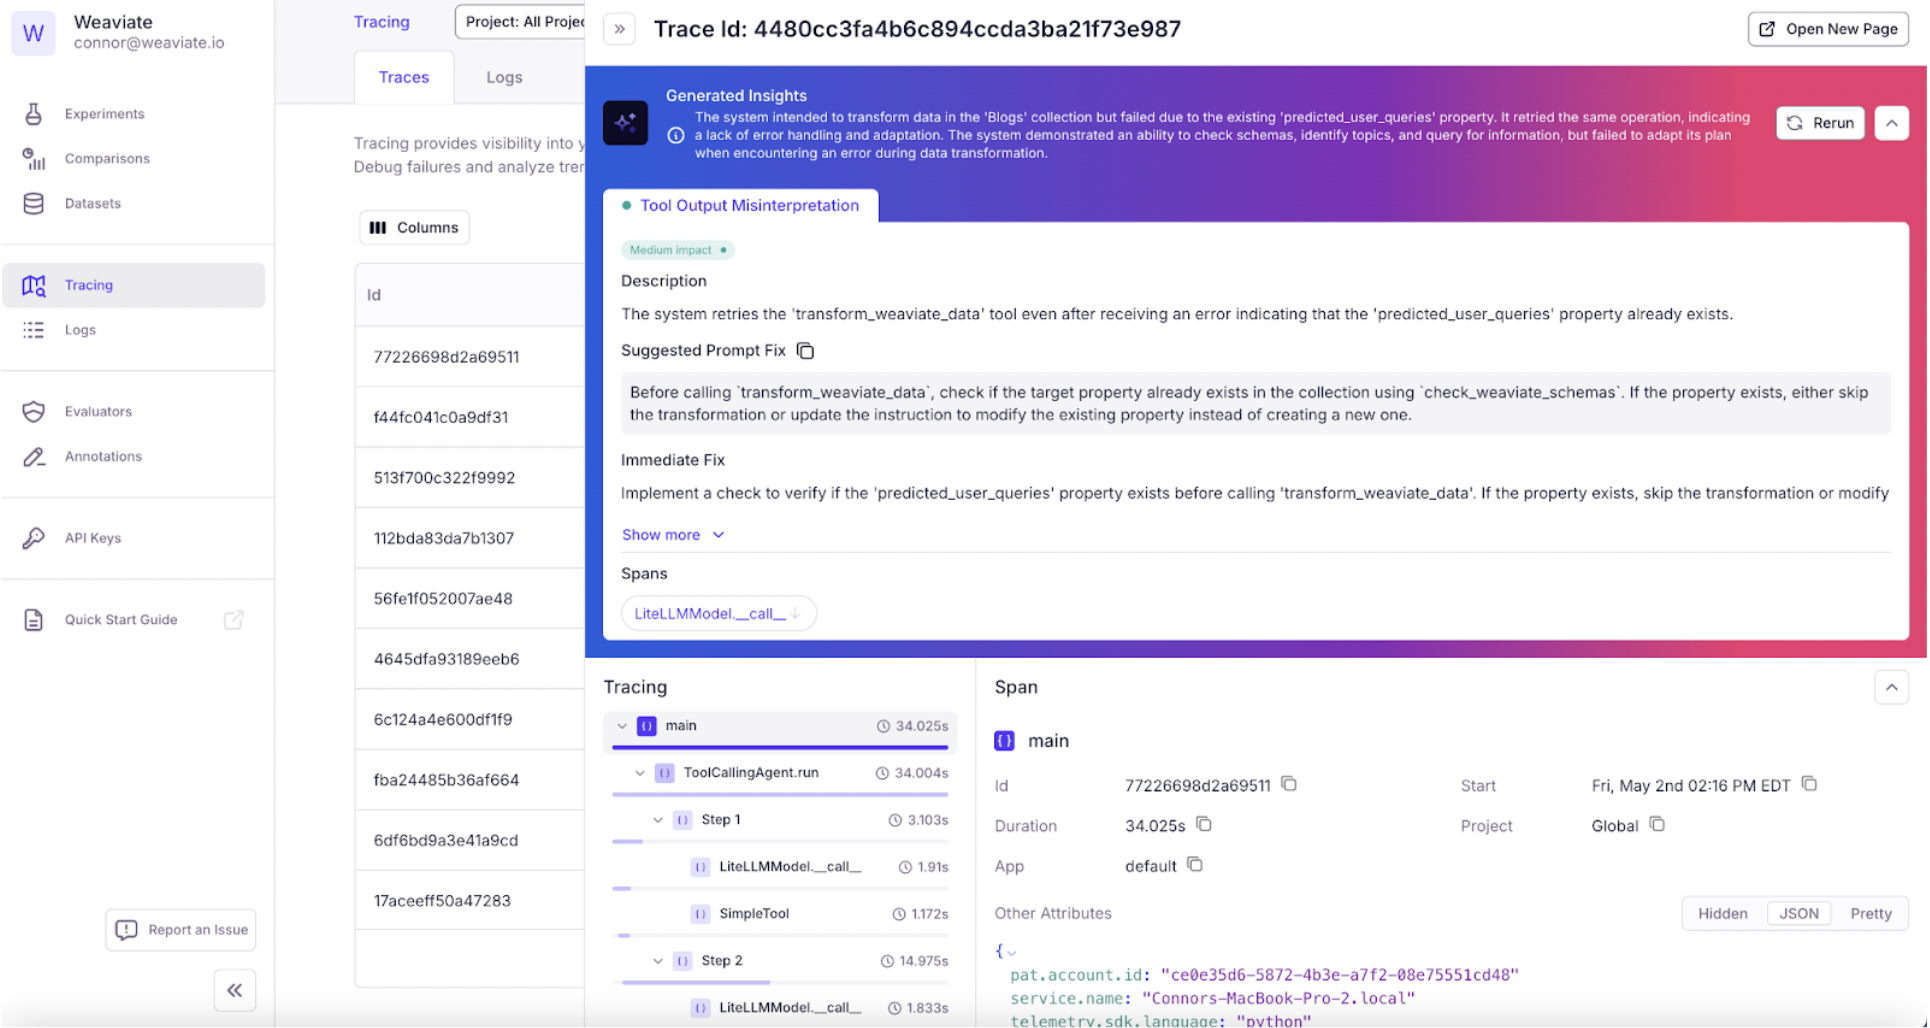 W
Weaviate
connor@weaviate.io
Experiments
Comparisons
Datasets
Tracing
Logs
Evaluators
Annotations
API Keys
Quick Start Guide
Report an Issue
Tracing
Project: All Projec
Traces
Logs
Tracing provides visibility into y
Debug failures and analyze tren
Columns
Id
77226698d2a69511
f44fc041c0a9df31
513f700c322f9992
112bda83da7b1307
56fe1f052007ae48
4645dfa93189eeb6
6c124a4e600df1f9
fba24485b36af664
6df6bd9a3e41a9cd
17aceeff50a47283
Trace Id: 4480cc3fa4b6c894ccda3ba21f73e987
Open New Page
Generated Insights
The system intended to transform data in the 'Blogs' collection but failed due to the existing 'predicted_user_queries' property. It retried the same operation, indicating
a lack of error handling and adaptation. The system demonstrated an ability to check schemas, identify topics, and query for information, but failed to adapt its plan
when encountering an error during data transformation.
Rerun
Tool Output Misinterpretation
Medium impact
Description
The system retries the 'transform_weaviate_data' tool even after receiving an error indicating that the 'predicted_user_queries' property already exists.
Suggested Prompt Fix
Before calling `transform_weaviate_data`, check if the target property already exists in the collection using `check_weaviate_schemas`. If the property exists, either skip
the transformation or update the instruction to modify the existing property instead of creating a new one.
Immediate Fix
Implement a check to verify if the 'predicted_user_queries' property exists before calling 'transform_weaviate_data'. If the property exists, skip the transformation or modify
Show more
Spans
LiteLLMModel.__call__
Tracing
main 34.025s
ToolCallingAgent.run 34.004s
Step 1 3.103s
LiteLLMModel.__call__ 1.91s
SimpleTool 1.172s
Step 2 14.975s
LiteLLMModel.__call__ 1.833s
Span
main
Id 77226698d2a69511 Start Fri, May 2nd 02:16 PM EDT
Duration 34.025s Project Global
App default
Other Attributes
Hidden JSON Pretty
{
pat.account.id: "ce0e35d6-5872-4b3e-a7f2-08e75551cd48"
service.name: "Connors-MacBook-Pro-2.local"
telemetry.sdk.language: "python"